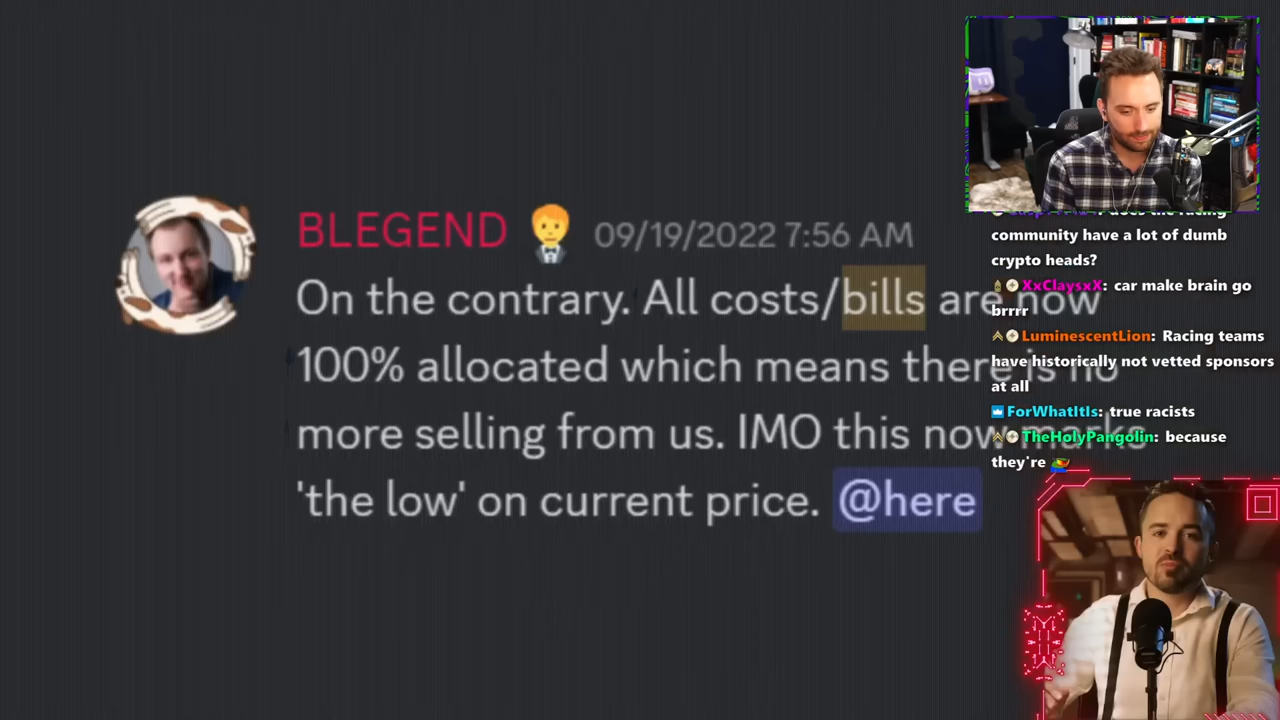 BLEGEND 09/19/2022 7:56 AM
On the contrary. All costs/bills are now
100% allocated which means there is no
more selling from us. IMO this now marks
'the low' on current price. @here
does the racing
community have a lot of dumb
crypto heads?
XxClaysxX: car make brain go
brrrr
LuminescentLion: Racing teams
have historically not vetted sponsors
at all
ForWhatItIs: true racists
TheHolyPangolin: because
they're